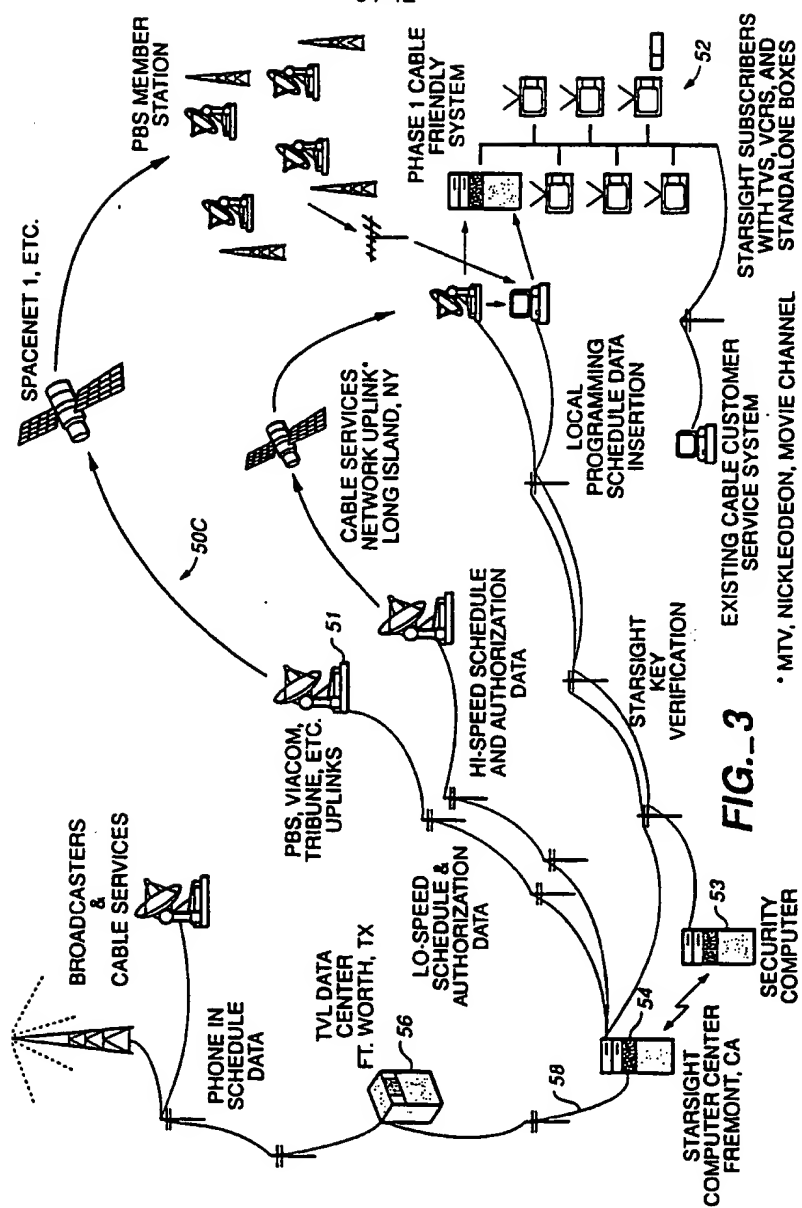 SPACENET 1, ETC.
PBS MEMBER
STATION
50C
CABLE SERVICES
NETWORK UPLINK*
LONG ISLAND, NY
PHASE 1 CABLE
FRIENDLY
SYSTEM
52
STARSIGHT SUBSCRIBERS
WITH TVS, VCRS, AND
STANDALONE BOXES
BROADCASTERS
&
CABLE SERVICES
PHONE IN
SCHEDULE
DATA
PBS, VIACOM,
TRIBUNE, ETC.
UPLINKS
51
LO-SPEED
SCHEDULE &
AUTHORIZATION
DATA
HI-SPEED SCHEDULE
AND AUTHORIZATION
DATA
LOCAL
PROGRAMMING
SCHEDULE DATA
INSERTION
TVL DATA
CENTER
FT. WORTH, TX
56
58
54
STARSIGHT
COMPUTER CENTER
FREMONT, CA
53
SECURITY
COMPUTER
STARSIGHT
KEY
VERIFICATION
EXISTING CABLE CUSTOMER
SERVICE SYSTEM
* MTV, NICKLEODEON, MOVIE CHANNEL
FIG._3